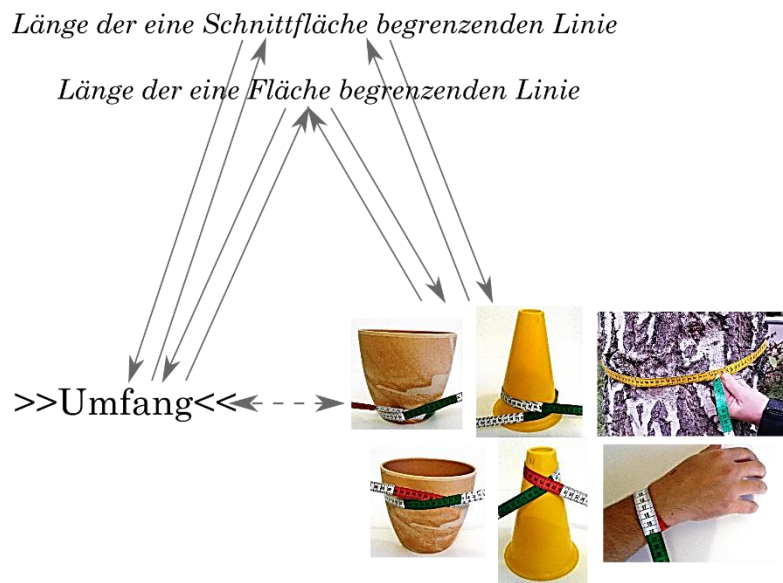 Länge der eine Schnittfläche begrenzenden Linie
Länge der eine Fläche begrenzenden Linie
>>Umfang<<